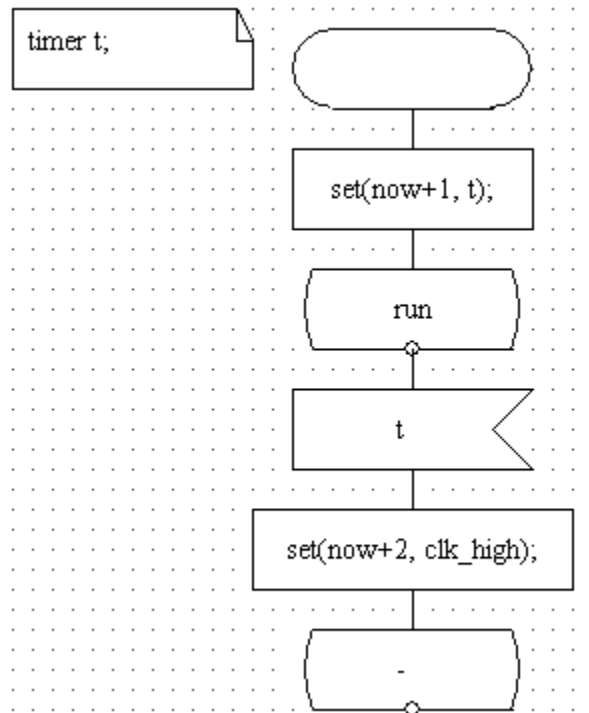 timer t;
set(now+1, t);
run
t
set(now+2, clk_high);
-